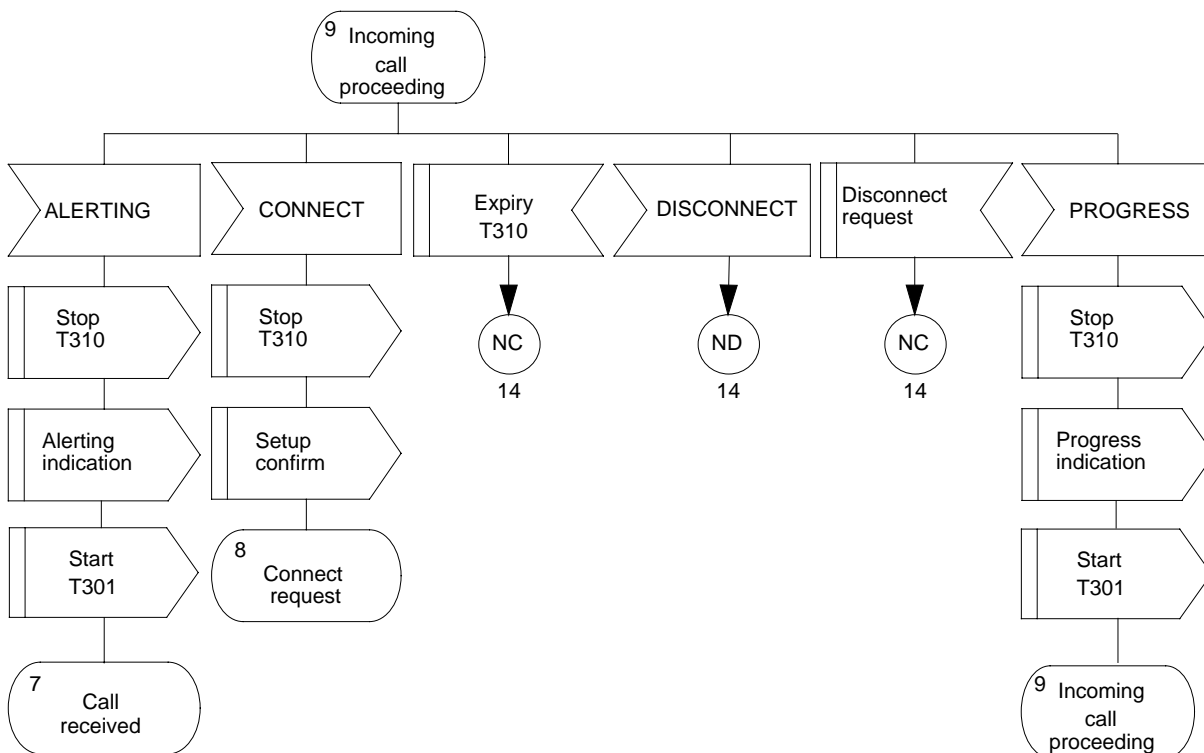 9 Incoming
call
proceeding
ALERTING
CONNECT
Expiry
T310
DISCONNECT
Disconnect
request
PROGRESS
Stop
T310
Stop
T310
NC
14
ND
14
NC
14
Stop
T310
Alerting
indication
Setup
confirm
Progress
indication
Start
T301
8
Connect
request
Start
T301
7
Call
received
9 Incoming
call
proceeding